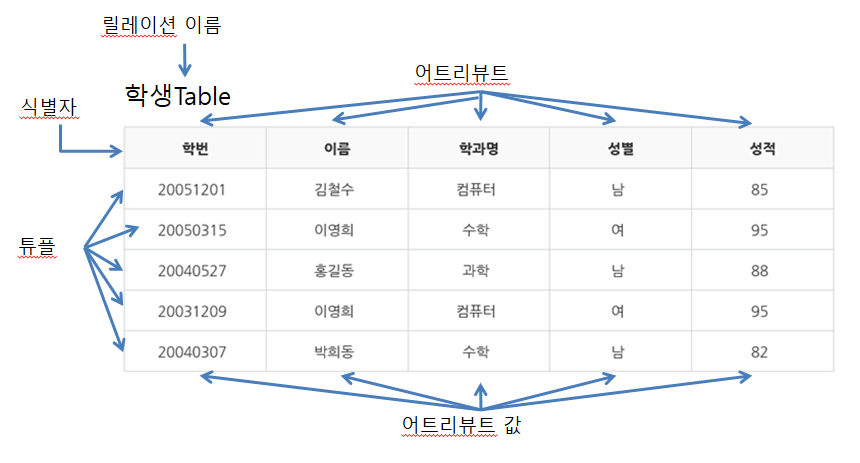 릴레이션 이름
어트리뷰트
학생Table
식별자
학번 이름 학과명 성별 성적
20051201 김철수 컴퓨터 남 85
20050315 이영희 수학 여 95
튜플
20040527 홍길동 과학 남 88
20031209 이영희 컴퓨터 여 95
20040307 박희동 수학 남 82
어트리뷰트 값